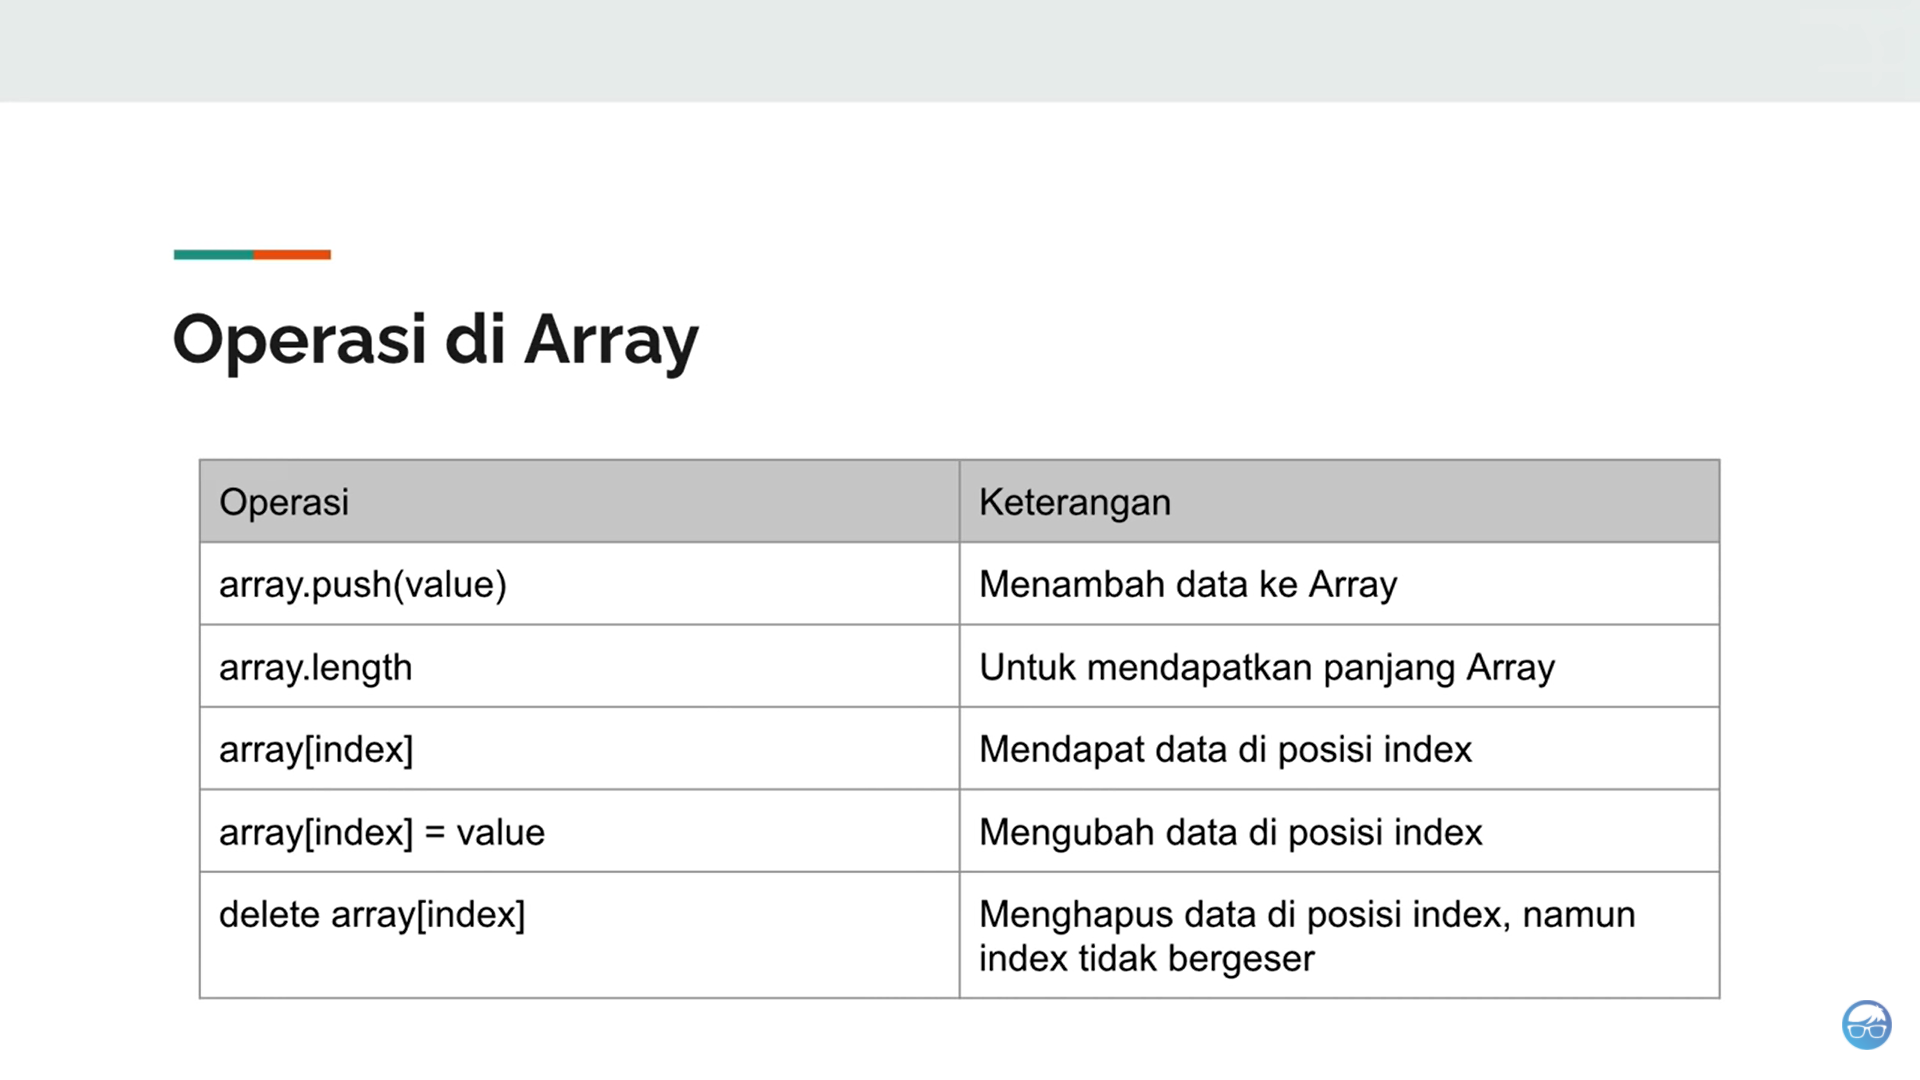 Operasi di Array
Operasi
Keterangan
array.push(value)
Menambah data ke Array
array.length
Untuk mendapatkan panjang Array
array[index]
Mendapat data di posisi index
array[index] = value
Mengubah data di posisi index
delete array[index]
Menghapus data di posisi index, namun
index tidak bergeser